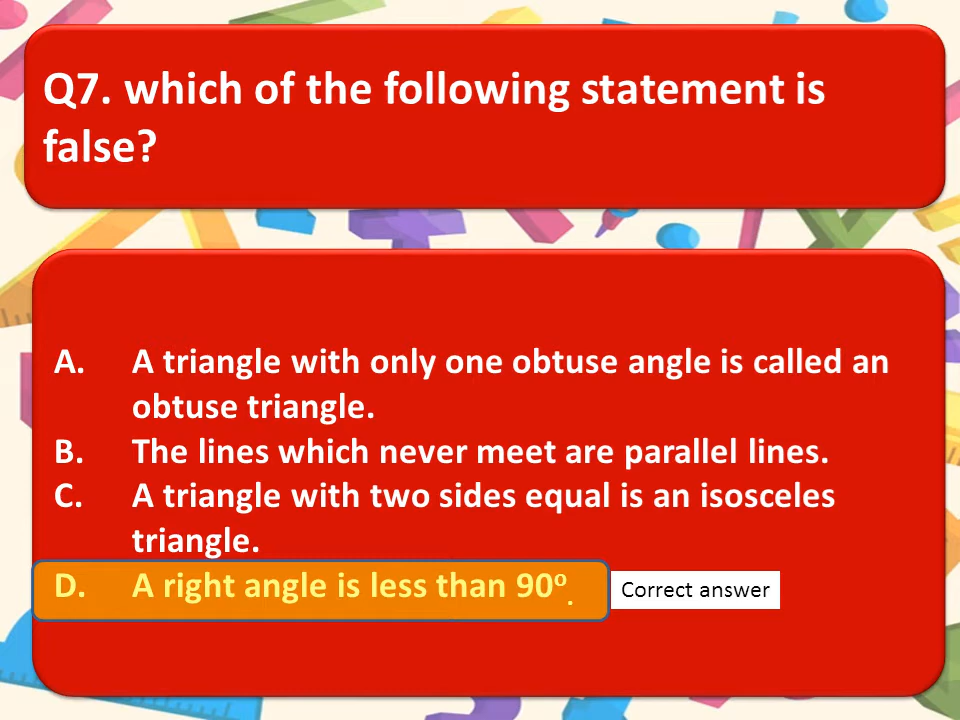 Q7. which of the following statement is
false?
A. A triangle with only one obtuse angle is called an
obtuse triangle.
B. The lines which never meet are parallel lines.
C. A triangle with two sides equal is an isosceles
triangle.
D. A right angle is less than 90º.
Correct answer